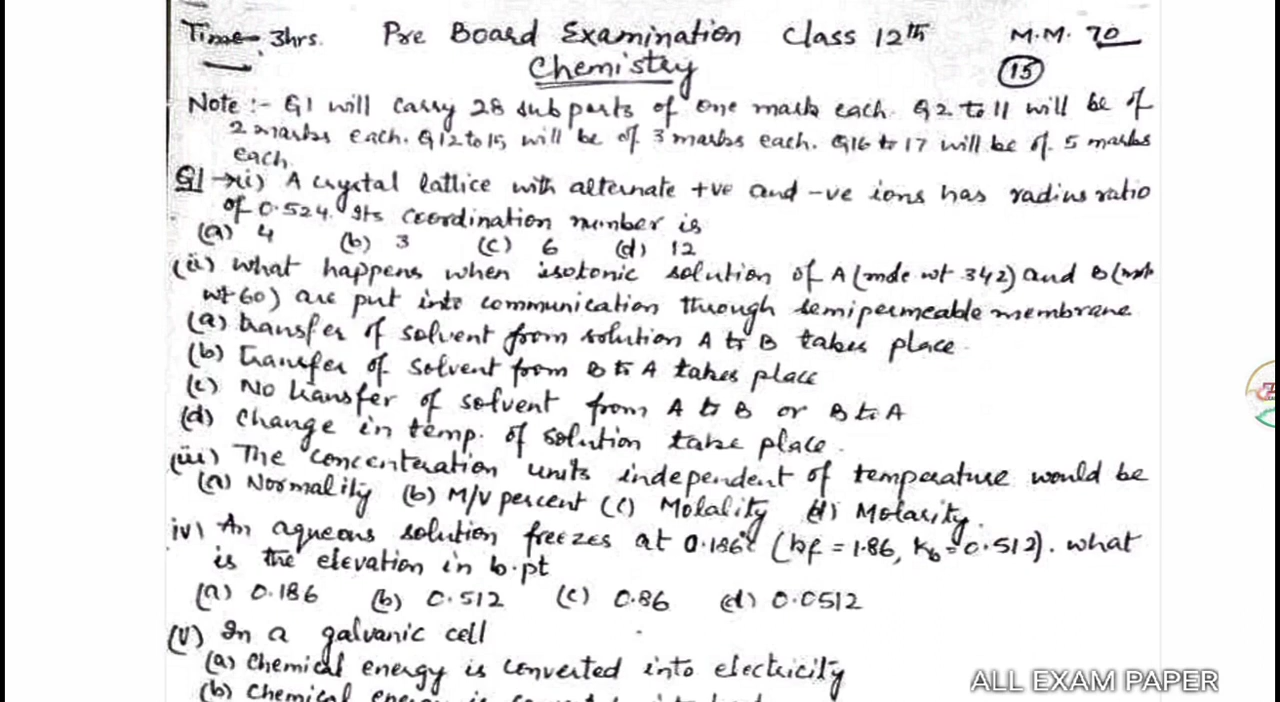 Time- 3hrs. Pre Board Examination Class 12th M.M. 70
Chemistry (15)
Note :- Q1 will carry 28 subparts of one mark each. Q2 to 11 will be of
2 marks each. Q12 to 15 will be of 3 marks each. Q16 to 17 will be of 5 marks
each.
Q1 → (i) A crystal lattice with alternate +ve and -ve ions has radius ratio
of 0.524. Its coordination number is
(a) 4 (b) 3 (c) 6 (d) 12
(ii) What happens when isotonic solution of A (mole wt 342) and B (mole
wt 60) are put into communication through semipermeable membrane
(a) transfer of solvent from solution A to B takes place.
(b) transfer of solvent from B to A takes place
(c) No transfer of solvent from A to B or B to A
(d) Change in temp. of solution take place.
(iii) The concenteration units independent of temperature would be
(a) Normality (b) M/V percent (c) Molality (d) Molarity.
iv) An aqueous solution freezes at 0.186°C (kf = 1.86, Kb = 0.512). What
is the elevation in b.pt
(a) 0.186 (b) 0.512 (c) 0.86 (d) 0.0512
(V) In a galvanic cell
(a) Chemical energy is converted into electricity
(b) Chemical energy is
ALL EXAM PAPER